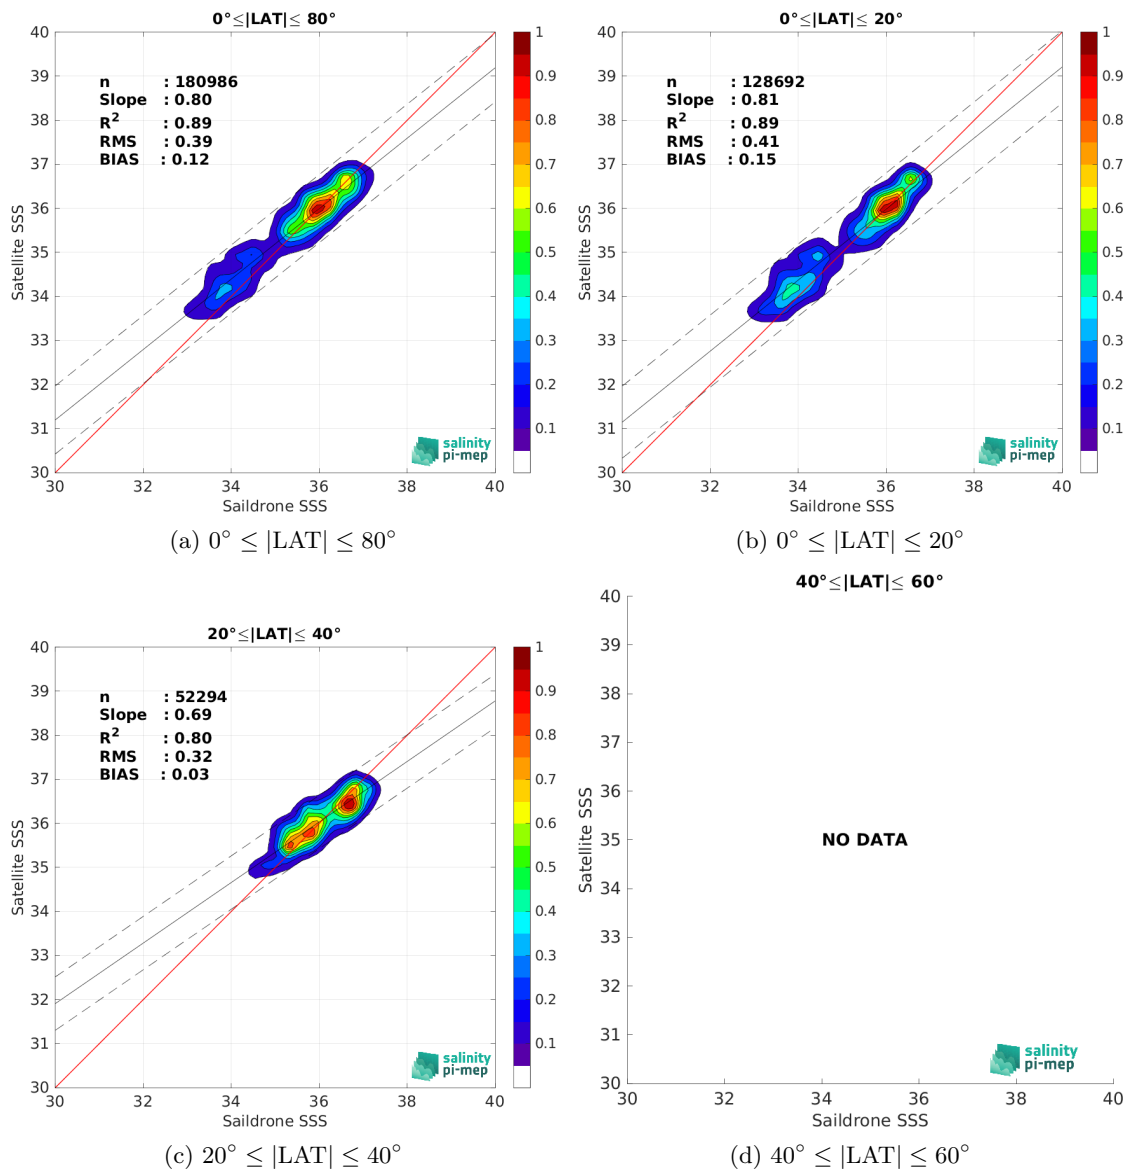 0°≤|LAT|≤ 80°
n : 180986
Slope : 0.80
R² : 0.89
RMS : 0.39
BIAS : 0.12
40
39
38
37
36
35
34
33
32
31
30
30 32 34 36 38 40
Satellite SSS
Saildrone SSS
1
0.9
0.8
0.7
0.6
0.5
0.4
0.3
0.2
0.1
salinity
pi-mep
(a) 0° ≤ |LAT| ≤ 80°
0°≤|LAT|≤ 20°
n : 128692
Slope : 0.81
R² : 0.89
RMS : 0.41
BIAS : 0.15
40
39
38
37
36
35
34
33
32
31
30
30 32 34 36 38 40
Satellite SSS
Saildrone SSS
1
0.9
0.8
0.7
0.6
0.5
0.4
0.3
0.2
0.1
salinity
pi-mep
(b) 0° ≤ |LAT| ≤ 20°
20°≤|LAT|≤ 40°
n : 52294
Slope : 0.69
R² : 0.80
RMS : 0.32
BIAS : 0.03
40
39
38
37
36
35
34
33
32
31
30
30 32 34 36 38 40
Satellite SSS
Saildrone SSS
1
0.9
0.8
0.7
0.6
0.5
0.4
0.3
0.2
0.1
salinity
pi-mep
(c) 20° ≤ |LAT| ≤ 40°
40°≤|LAT|≤ 60°
40
39
38
37
36
35
34
33
32
31
30
30 32 34 36 38 40
Satellite SSS
Saildrone SSS
NO DATA
salinity
pi-mep
(d) 40° ≤ |LAT| ≤ 60°